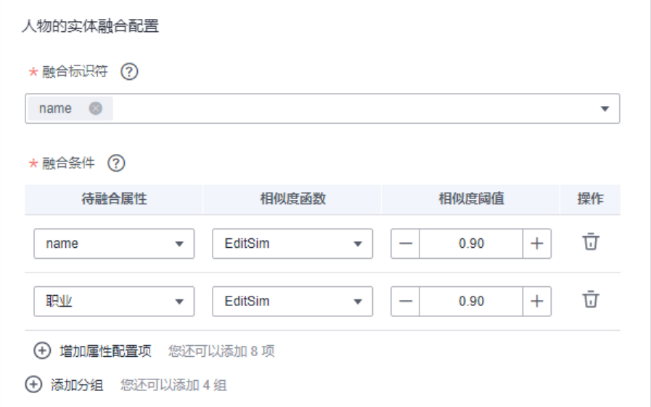 人物的实体融合配置
* 融合标识符 ?
name
* 融合条件 ?
待融合属性 相似度函数 相似度阈值 操作
name EditSim — 0.90 +
职业 EditSim — 0.90 +
增加属性配置项 您还可以添加 8 项
添加分组 您还可以添加 4 组